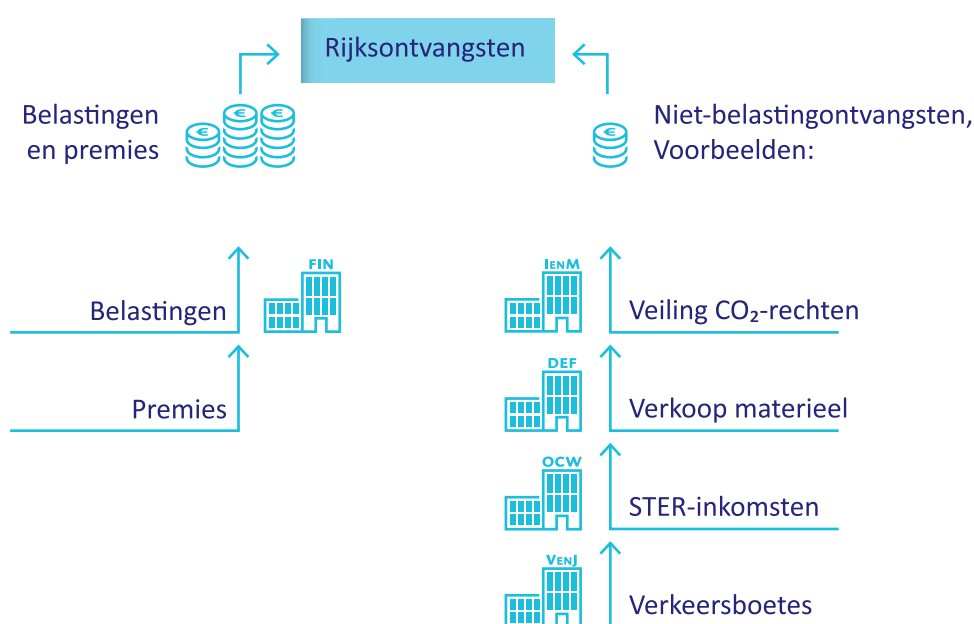 Rijksontvangsten
Belastingen
en premies
€ € €
€
Niet-belastingontvangsten,
Voorbeelden:
FIN
Belastingen
Premies
IENM
Veiling CO₂-rechten
DEF
Verkoop materieel
OCW
STER-inkomsten
VENJ
Verkeersboetes